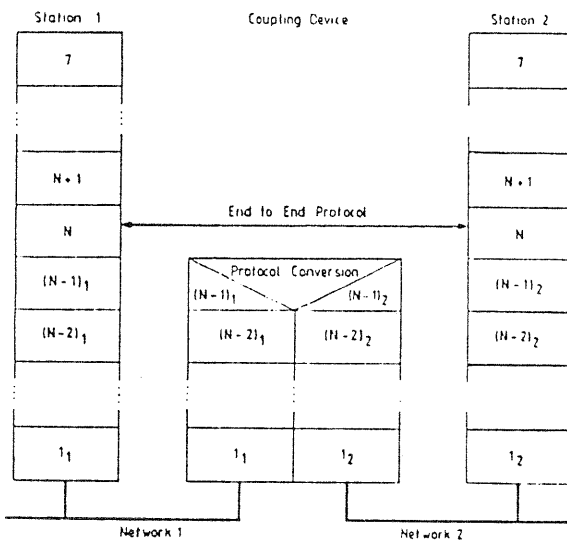 Station 1
Coupling Device
Station 2
7
7
N+1
N+1
End to End Protocol
N
N
Protocol Conversion
(N-1)1
(N-1)1
(N-1)2
(N-1)2
(N-2)1
(N-2)1
(N-2)2
(N-2)2
11
11
12
12
Network 1
Network 2